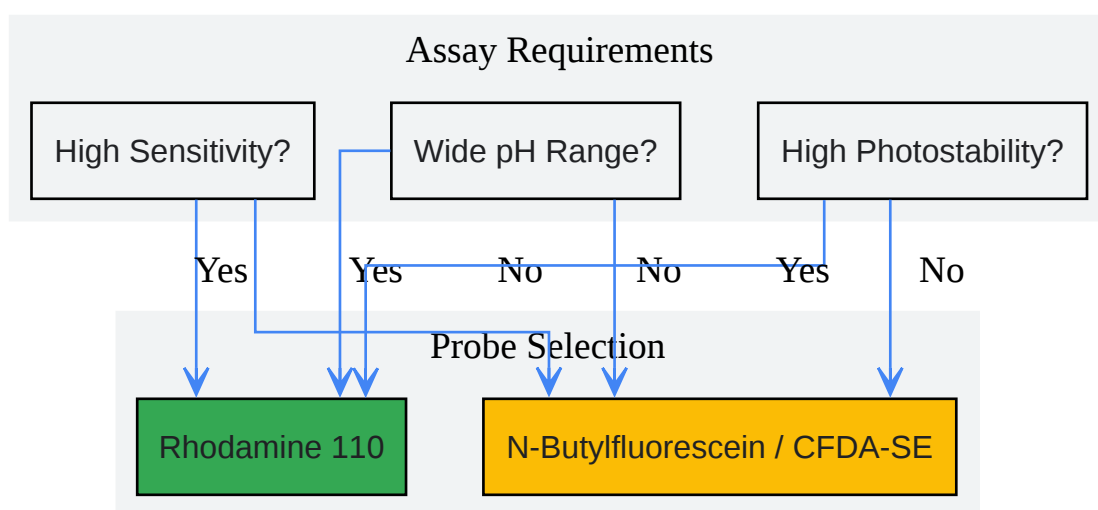 Assay Requirements
High Sensitivity?
Wide pH Range?
High Photostability?
Yes
Yes
No
No
Yes
No
Probe Selection
Rhodamine 110
N-Butylfluorescein / CFDA-SE